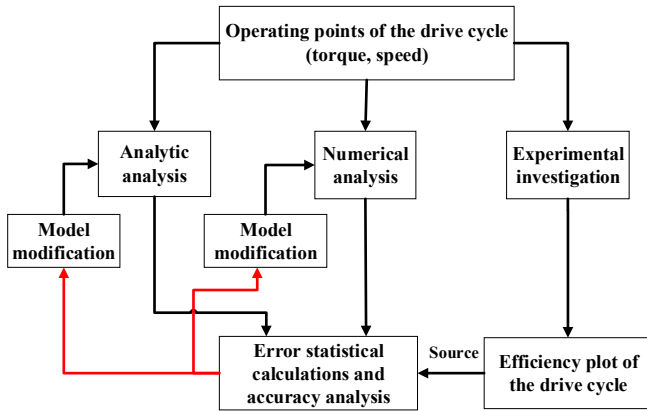 Operating points of the drive cycle
(torque, speed)
Analytic
analysis
Numerical
analysis
Experimental
investigation
Model
modification
Model
modification
Error statistical
calculations and
accuracy analysis
Source
Efficiency plot of
the drive cycle